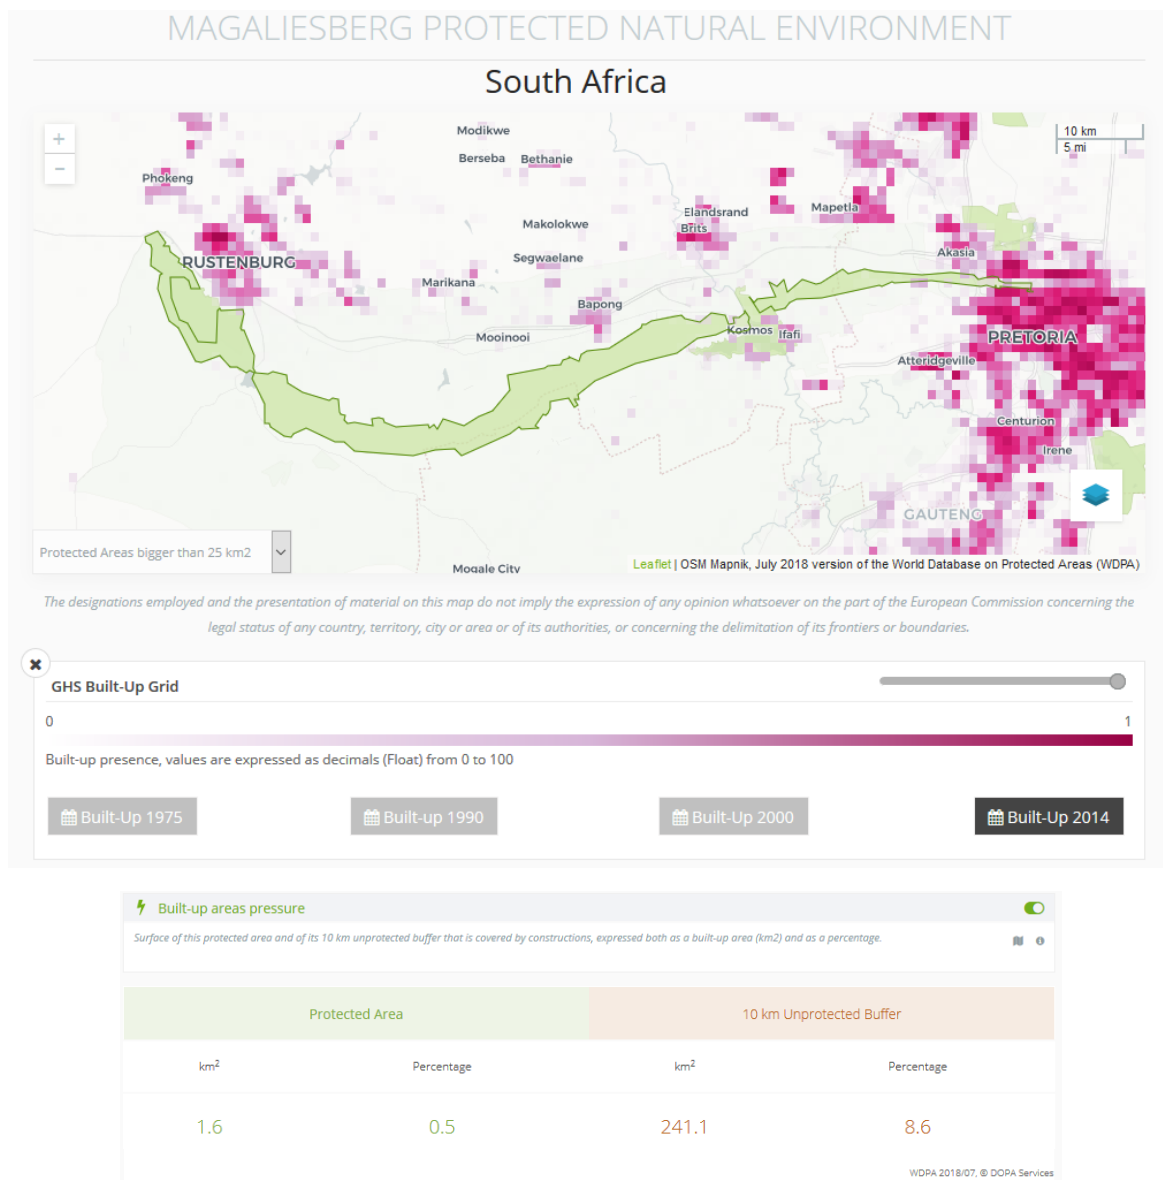 MAGALIESBERG PROTECTED NATURAL ENVIRONMENT
South Africa
+
−
10 km
5 mi
Modikwe
Berseba
Bethanie
Phokeng
Elandsrand
Mapetla
Makolokwe
Brits
Akasia
RUSTENBURG
Segwaelane
Marikana
Bapong
Kosmos
Ifafi
Mooinooi
PRETORIA
Atteridgeville
Centurion
Irene
GAUTENG
Protected Areas bigger than 25 km2
Mogale City
Leaflet | OSM Mapnik, July 2018 version of the World Database on Protected Areas (WDPA)
The designations employed and the presentation of material on this map do not imply the expression of any opinion whatsoever on the part of the European Commission concerning the
legal status of any country, territory, city or area or of its authorities, or concerning the delimitation of its frontiers or boundaries.
GHS Built-Up Grid
0 1
Built-up presence, values are expressed as decimals (Float) from 0 to 100
Built-Up 1975 Built-up 1990 Built-Up 2000 Built-Up 2014
Built-up areas pressure
Surface of this protected area and of its 10 km unprotected buffer that is covered by constructions, expressed both as a built-up area (km2) and as a percentage.
Protected Area 10 km Unprotected Buffer
km² Percentage km² Percentage
1.6 0.5 241.1 8.6
WDPA 2018/07, © DOPA Services